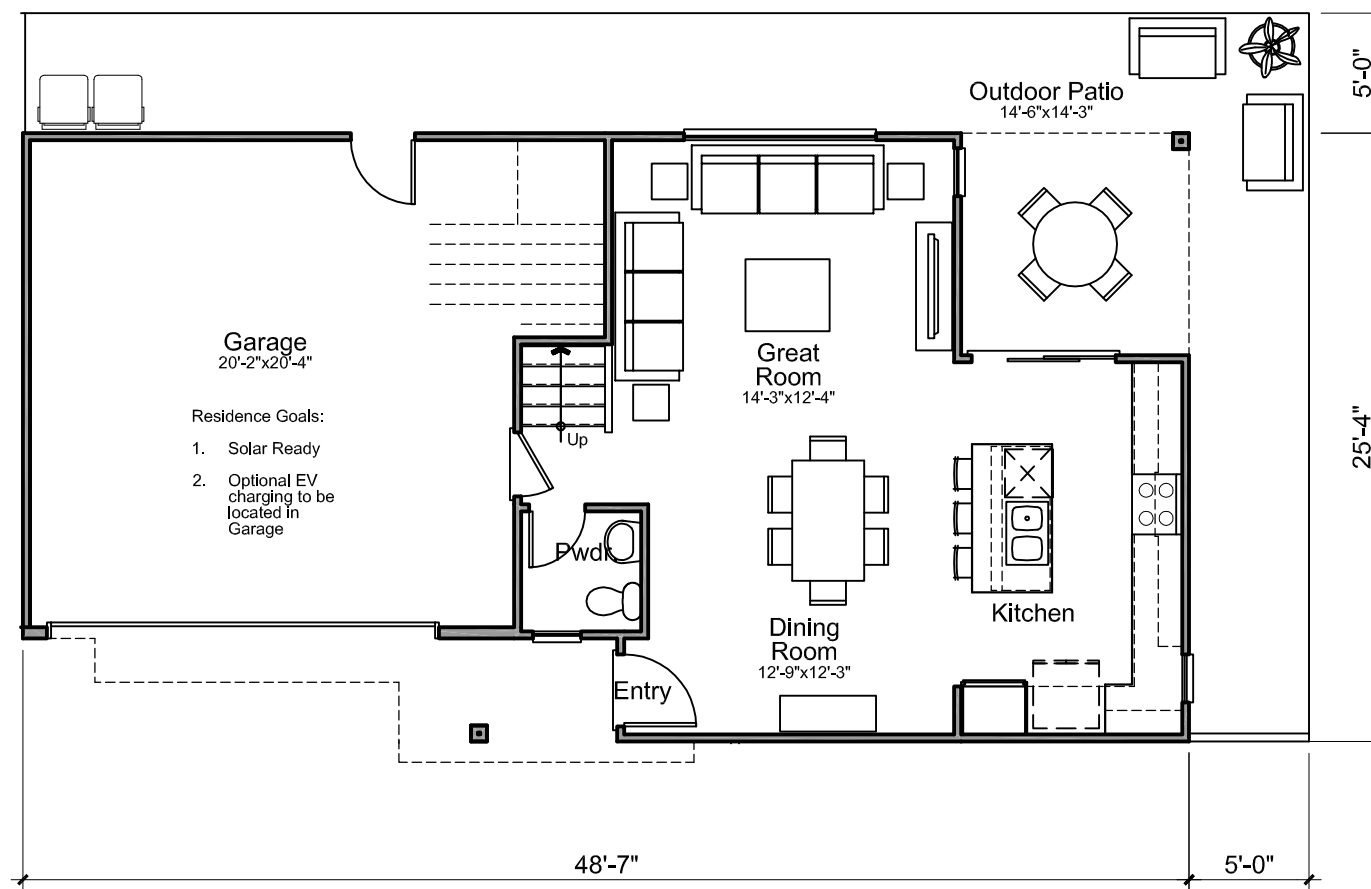 Outdoor Patio
14'-6"x14'-3"
5'-0"
Garage
20'-2"x20'-4"
Residence Goals:
1. Solar Ready
2. Optional EV
charging to be
located in
Garage
Great
Room
14'-3"x12'-4"
Up
25'-4"
Pwdr.
Kitchen
Dining
Room
12'-9"x12'-3"
Entry
48'-7"
5'-0"